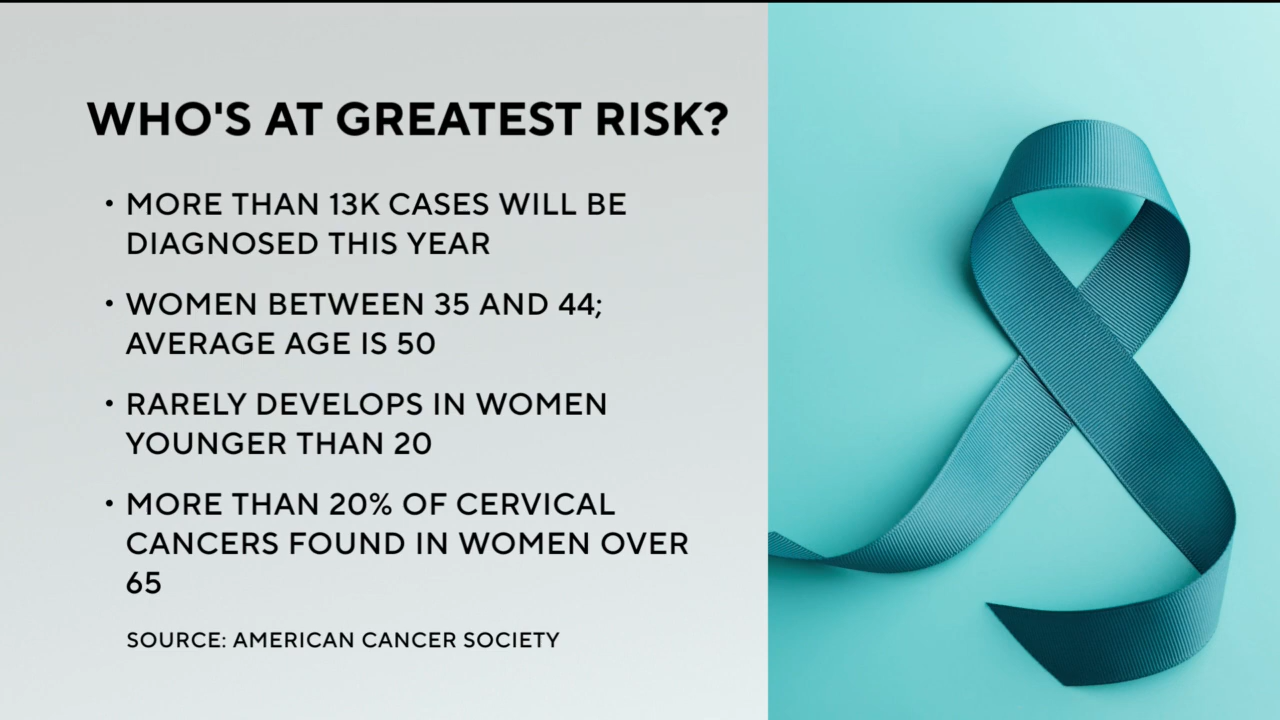 WHO'S AT GREATEST RISK?
• MORE THAN 13K CASES WILL BE
DIAGNOSED THIS YEAR
• WOMEN BETWEEN 35 AND 44;
AVERAGE AGE IS 50
• RARELY DEVELOPS IN WOMEN
YOUNGER THAN 20
• MORE THAN 20% OF CERVICAL
CANCERS FOUND IN WOMEN OVER
65
SOURCE: AMERICAN CANCER SOCIETY